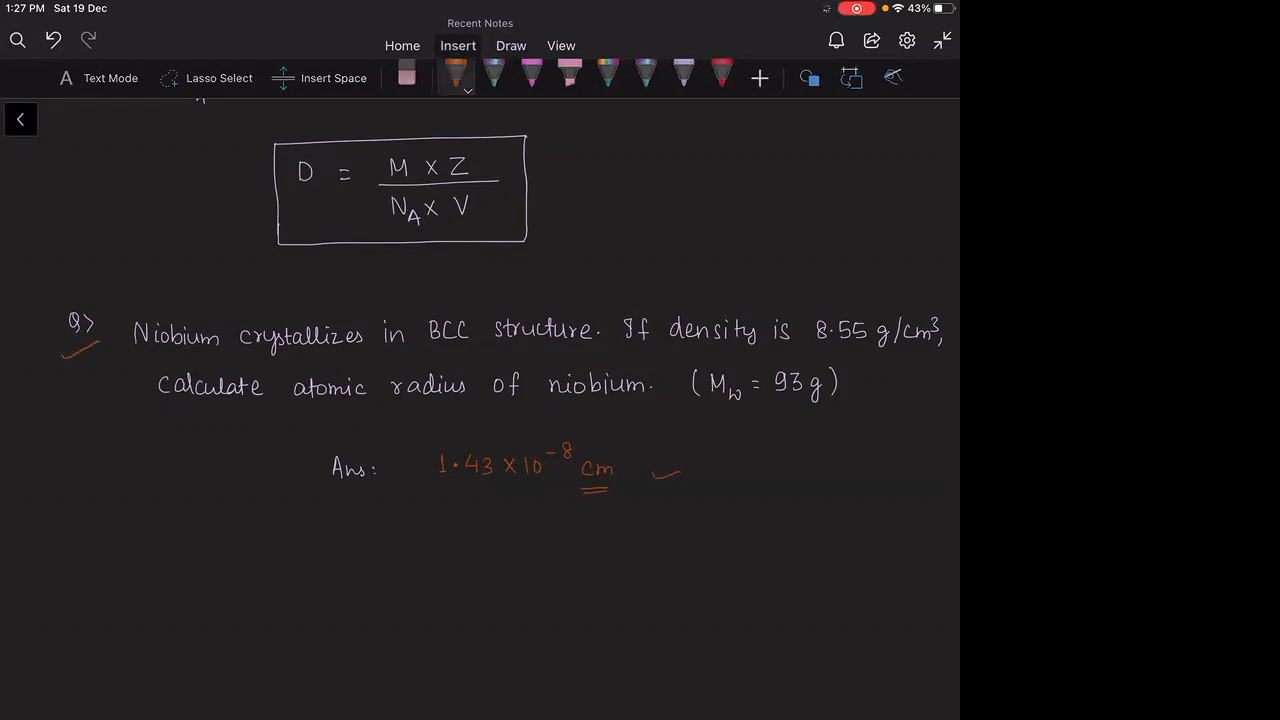 1:27 PM Sat 19 Dec
43%
Recent Notes
Home Insert Draw View
A Text Mode Lasso Select Insert Space
D = M × Z
N_A × V
Q> Niobium crystallizes in BCC structure. If density is 8.55 g/cm³,
calculate atomic radius of niobium. (M_w = 93 g)
Ans: 1.43 × 10⁻⁸ cm